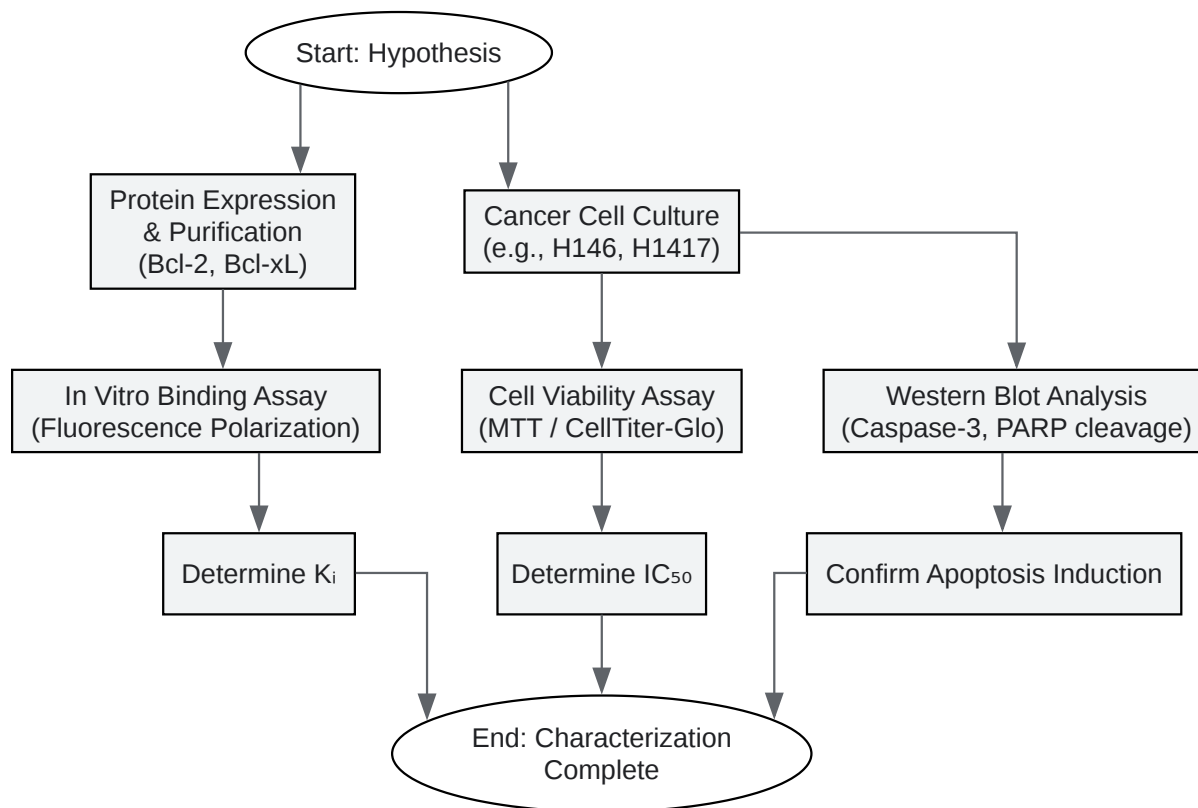 Start: Hypothesis
Protein Expression
& Purification
(Bcl-2, Bcl-xL)
Cancer Cell Culture
(e.g., H146, H1417)
In Vitro Binding Assay
(Fluorescence Polarization)
Cell Viability Assay
(MTT / CellTiter-Glo)
Western Blot Analysis
(Caspase-3, PARP cleavage)
Determine Kᵢ
Determine IC₅₀
Confirm Apoptosis Induction
End: Characterization
Complete